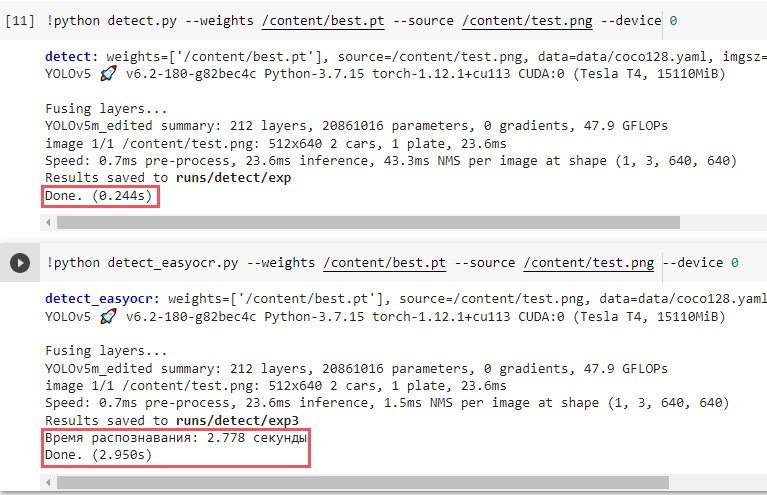 [11] !python detect.py --weights /content/best.pt --source /content/test.png --device 0
detect: weights=['/content/best.pt'], source=/content/test.png, data=data/coco128.yaml, imgsz=
YOLOv5 🚀 v6.2-180-g82bec4c Python-3.7.15 torch-1.12.1+cu113 CUDA:0 (Tesla T4, 15110MiB)
Fusing layers...
YOLOv5m_edited summary: 212 layers, 20861016 parameters, 0 gradients, 47.9 GFLOPs
image 1/1 /content/test.png: 512x640 2 cars, 1 plate, 23.6ms
Speed: 0.7ms pre-process, 23.6ms inference, 43.3ms NMS per image at shape (1, 3, 640, 640)
Results saved to runs/detect/exp
Done. (0.244s)
!python detect_easyocr.py --weights /content/best.pt --source /content/test.png --device 0
detect_easyocr: weights=['/content/best.pt'], source=/content/test.png, data=data/coco128.yaml
YOLOv5 🚀 v6.2-180-g82bec4c Python-3.7.15 torch-1.12.1+cu113 CUDA:0 (Tesla T4, 15110MiB)
Fusing layers...
YOLOv5m_edited summary: 212 layers, 20861016 parameters, 0 gradients, 47.9 GFLOPs
image 1/1 /content/test.png: 512x640 2 cars, 1 plate, 23.6ms
Speed: 0.7ms pre-process, 23.6ms inference, 1.5ms NMS per image at shape (1, 3, 640, 640)
Results saved to runs/detect/exp3
Время распознавания: 2.778 секунды
Done. (2.950s)